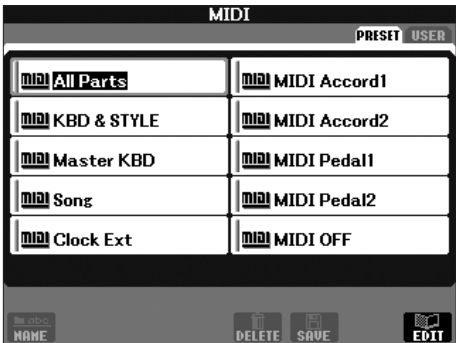 MIDI
PRESET USER
MIDI All Parts
MIDI KBD & STYLE
MIDI Master KBD
MIDI Song
MIDI Clock Ext
MIDI MIDI Accord1
MIDI MIDI Accord2
MIDI MIDI Pedal1
MIDI MIDI Pedal2
MIDI MIDI OFF
abc
NAME DELETE SAVE EDIT